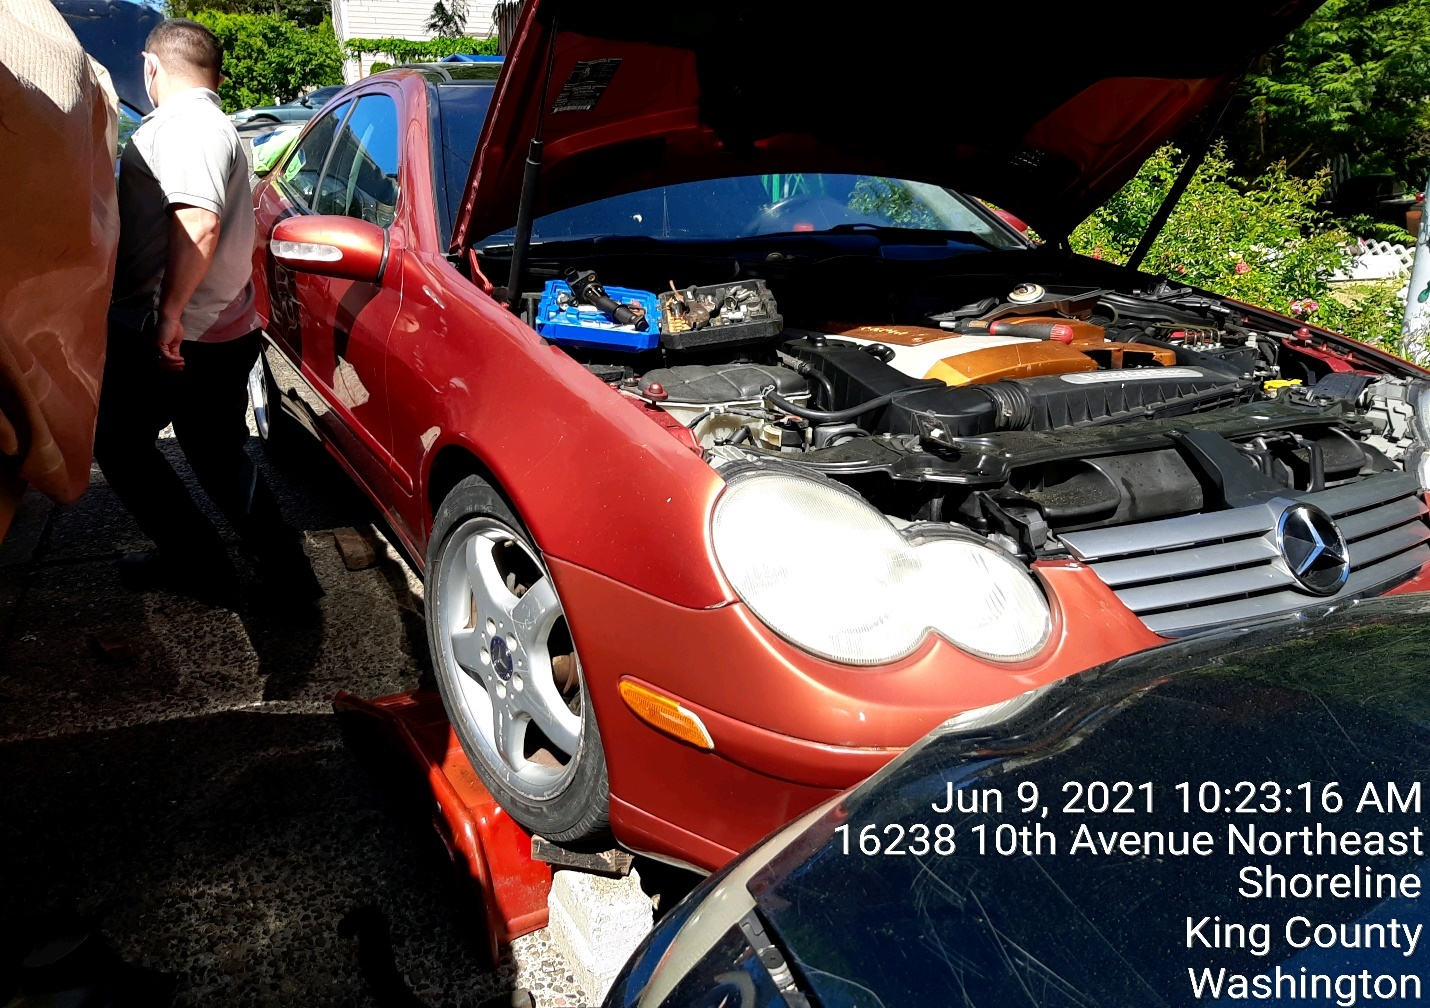 Jun 9, 2021 10:23:16 AM
16238 10th Avenue Northeast
Shoreline
King County
Washington